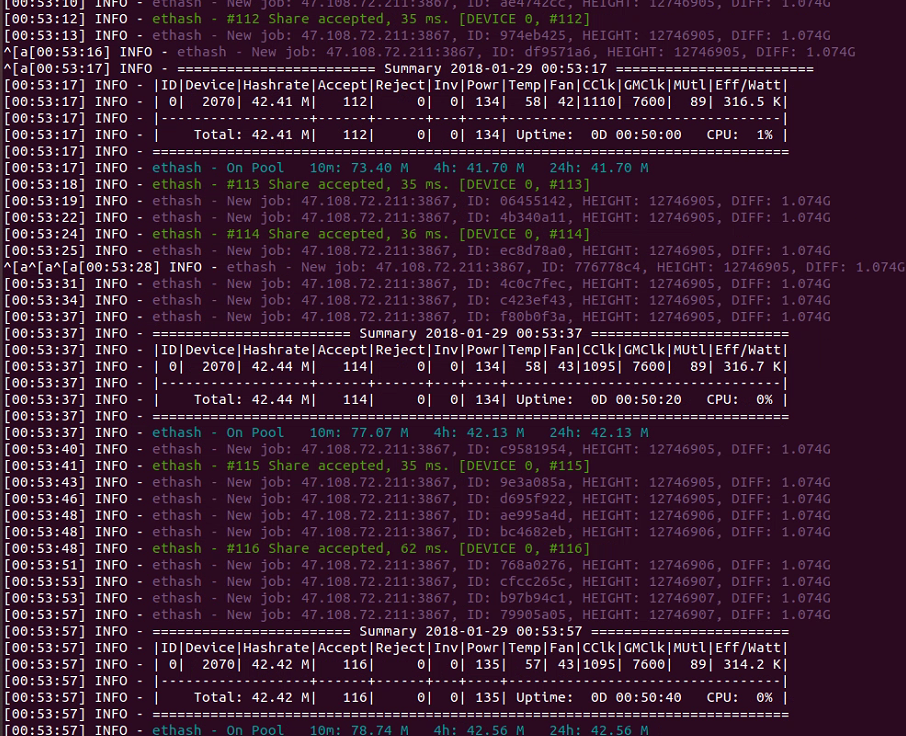 [00:53:10] INFO - ethash - New job: 47.108.72.211:3867, ID: ae4742cc, HEIGHT: 12746905, DIFF: 1.074G
[00:53:12] INFO - ethash - #112 Share accepted, 35 ms. [DEVICE 0, #112]
[00:53:13] INFO - ethash - New job: 47.108.72.211:3867, ID: 974eb425, HEIGHT: 12746905, DIFF: 1.074G
^[a[00:53:16] INFO - ethash - New job: 47.108.72.211:3867, ID: df9571a6, HEIGHT: 12746905, DIFF: 1.074G
^[a[00:53:17] INFO - ======================== Summary 2018-01-29 00:53:17 ========================
[00:53:17] INFO - |ID|Device|Hashrate|Accept|Reject|Inv|Powr|Temp|Fan|CClk|GMClk|MUtl|Eff/Watt|
[00:53:17] INFO - | 0|  2070| 42.41 M|   112|     0|  0| 134|  58| 42|1110| 7600|  89| 316.5 K|
[00:53:17] INFO - |------------------+------+------+---+----+---------------------------------|
[00:53:17] INFO - |    Total: 42.41 M|   112|     0|  0| 134| Uptime:  0D 00:50:00   CPU:  1% |
[00:53:17] INFO - =============================================================================
[00:53:17] INFO - ethash - On Pool   10m: 73.40 M   4h: 41.70 M   24h: 41.70 M
[00:53:18] INFO - ethash - #113 Share accepted, 35 ms. [DEVICE 0, #113]
[00:53:19] INFO - ethash - New job: 47.108.72.211:3867, ID: 06455142, HEIGHT: 12746905, DIFF: 1.074G
[00:53:22] INFO - ethash - New job: 47.108.72.211:3867, ID: 4b340a11, HEIGHT: 12746905, DIFF: 1.074G
[00:53:24] INFO - ethash - #114 Share accepted, 36 ms. [DEVICE 0, #114]
[00:53:25] INFO - ethash - New job: 47.108.72.211:3867, ID: ec8d78a0, HEIGHT: 12746905, DIFF: 1.074G
^[a^[a^[a[00:53:28] INFO - ethash - New job: 47.108.72.211:3867, ID: 776778c4, HEIGHT: 12746905, DIFF: 1.074G
[00:53:31] INFO - ethash - New job: 47.108.72.211:3867, ID: 4c0c7fec, HEIGHT: 12746905, DIFF: 1.074G
[00:53:34] INFO - ethash - New job: 47.108.72.211:3867, ID: c423ef43, HEIGHT: 12746905, DIFF: 1.074G
[00:53:37] INFO - ethash - New job: 47.108.72.211:3867, ID: f80b0f3a, HEIGHT: 12746905, DIFF: 1.074G
[00:53:37] INFO - ======================== Summary 2018-01-29 00:53:37 ========================
[00:53:37] INFO - |ID|Device|Hashrate|Accept|Reject|Inv|Powr|Temp|Fan|CClk|GMClk|MUtl|Eff/Watt|
[00:53:37] INFO - | 0|  2070| 42.44 M|   114|     0|  0| 134|  58| 43|1095| 7600|  89| 316.7 K|
[00:53:37] INFO - |------------------+------+------+---+----+---------------------------------|
[00:53:37] INFO - |    Total: 42.44 M|   114|     0|  0| 134| Uptime:  0D 00:50:20   CPU:  0% |
[00:53:37] INFO - =============================================================================
[00:53:37] INFO - ethash - On Pool   10m: 77.07 M   4h: 42.13 M   24h: 42.13 M
[00:53:40] INFO - ethash - New job: 47.108.72.211:3867, ID: c9581954, HEIGHT: 12746905, DIFF: 1.074G
[00:53:41] INFO - ethash - #115 Share accepted, 35 ms. [DEVICE 0, #115]
[00:53:43] INFO - ethash - New job: 47.108.72.211:3867, ID: 9e3a085a, HEIGHT: 12746905, DIFF: 1.074G
[00:53:46] INFO - ethash - New job: 47.108.72.211:3867, ID: d695f922, HEIGHT: 12746905, DIFF: 1.074G
[00:53:48] INFO - ethash - New job: 47.108.72.211:3867, ID: ae995a4d, HEIGHT: 12746906, DIFF: 1.074G
[00:53:48] INFO - ethash - New job: 47.108.72.211:3867, ID: bc4682eb, HEIGHT: 12746906, DIFF: 1.074G
[00:53:48] INFO - ethash - #116 Share accepted, 62 ms. [DEVICE 0, #116]
[00:53:51] INFO - ethash - New job: 47.108.72.211:3867, ID: 768a0276, HEIGHT: 12746906, DIFF: 1.074G
[00:53:53] INFO - ethash - New job: 47.108.72.211:3867, ID: cfcc265c, HEIGHT: 12746907, DIFF: 1.074G
[00:53:53] INFO - ethash - New job: 47.108.72.211:3867, ID: b97b94c1, HEIGHT: 12746907, DIFF: 1.074G
[00:53:57] INFO - ethash - New job: 47.108.72.211:3867, ID: 79905a05, HEIGHT: 12746907, DIFF: 1.074G
[00:53:57] INFO - ======================== Summary 2018-01-29 00:53:57 ========================
[00:53:57] INFO - |ID|Device|Hashrate|Accept|Reject|Inv|Powr|Temp|Fan|CClk|GMClk|MUtl|Eff/Watt|
[00:53:57] INFO - | 0|  2070| 42.42 M|   116|     0|  0| 135|  57| 43|1095| 7600|  89| 314.2 K|
[00:53:57] INFO - |------------------+------+------+---+----+---------------------------------|
[00:53:57] INFO - |    Total: 42.42 M|   116|     0|  0| 135| Uptime:  0D 00:50:40   CPU:  0% |
[00:53:57] INFO - =============================================================================
[00:53:57] INFO - ethash - On Pool   10m: 78.74 M   4h: 42.56 M   24h: 42.56 M